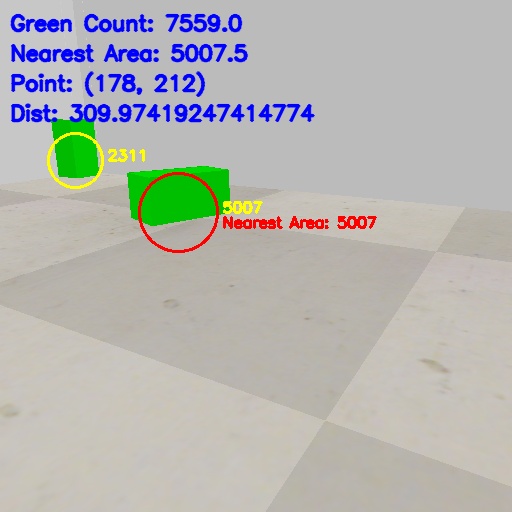 Green Count: 7559.0
Nearest Area: 5007.5
Point: (178, 212)
Dist: 309.97419247414774
2311
5007
Nearest Area: 5007